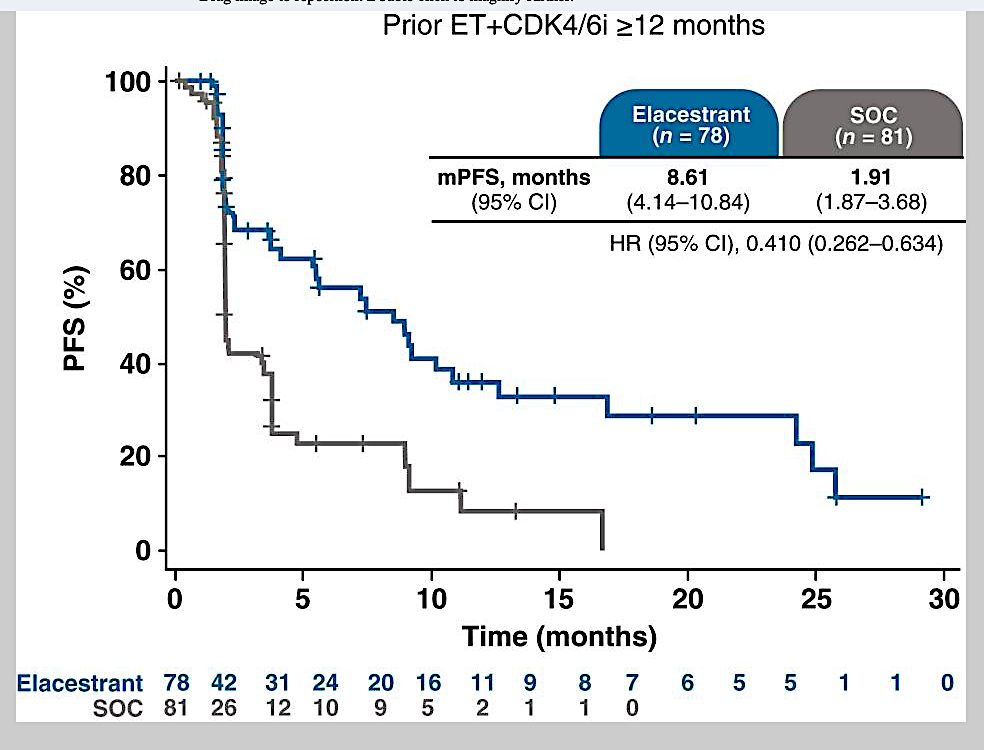 Prior ET+CDK4/6i ≥12 months
Elacestrant
(n = 78)
SOC
(n = 81)
mPFS, months 8.61 1.91
(95% CI) (4.14–10.84) (1.87–3.68)
HR (95% CI), 0.410 (0.262–0.634)
PFS (%)
100
80
60
40
20
0
0 5 10 15 20 25 30
Time (months)
Elacestrant 78 42 31 24 20 16 11 9 8 7 6 5 5 1 1 0
SOC 81 26 12 10 9 5 2 1 1 0